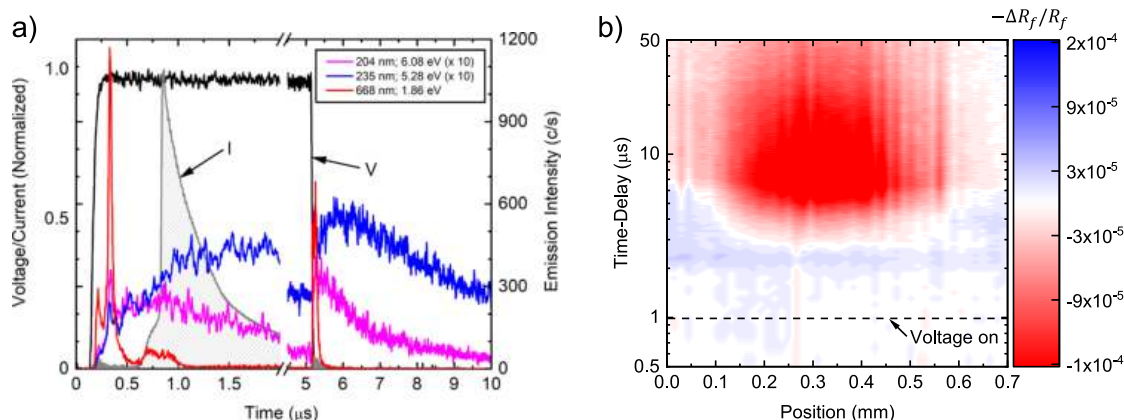 a)
Voltage/Current (Normalized)
1.0
0.5
0
204 nm; 6.08 eV (x 10)
235 nm; 5.28 eV (x 10)
668 nm; 1.86 eV
I
V
1200
900
600
300
0
Emission Intensity (c/s)
0 0.5 1.0 1.5 5 6 7 8 9 10
Time (μs)
b)
Time-Delay (μs)
50
10
1
0.5
Voltage on
0.0 0.1 0.2 0.3 0.4 0.5 0.6 0.7
Position (mm)
−ΔR_f/R_f
2x10⁻⁴
9x10⁻⁵
3x10⁻⁵
-3x10⁻⁵
-9x10⁻⁵
-1x10⁻⁴